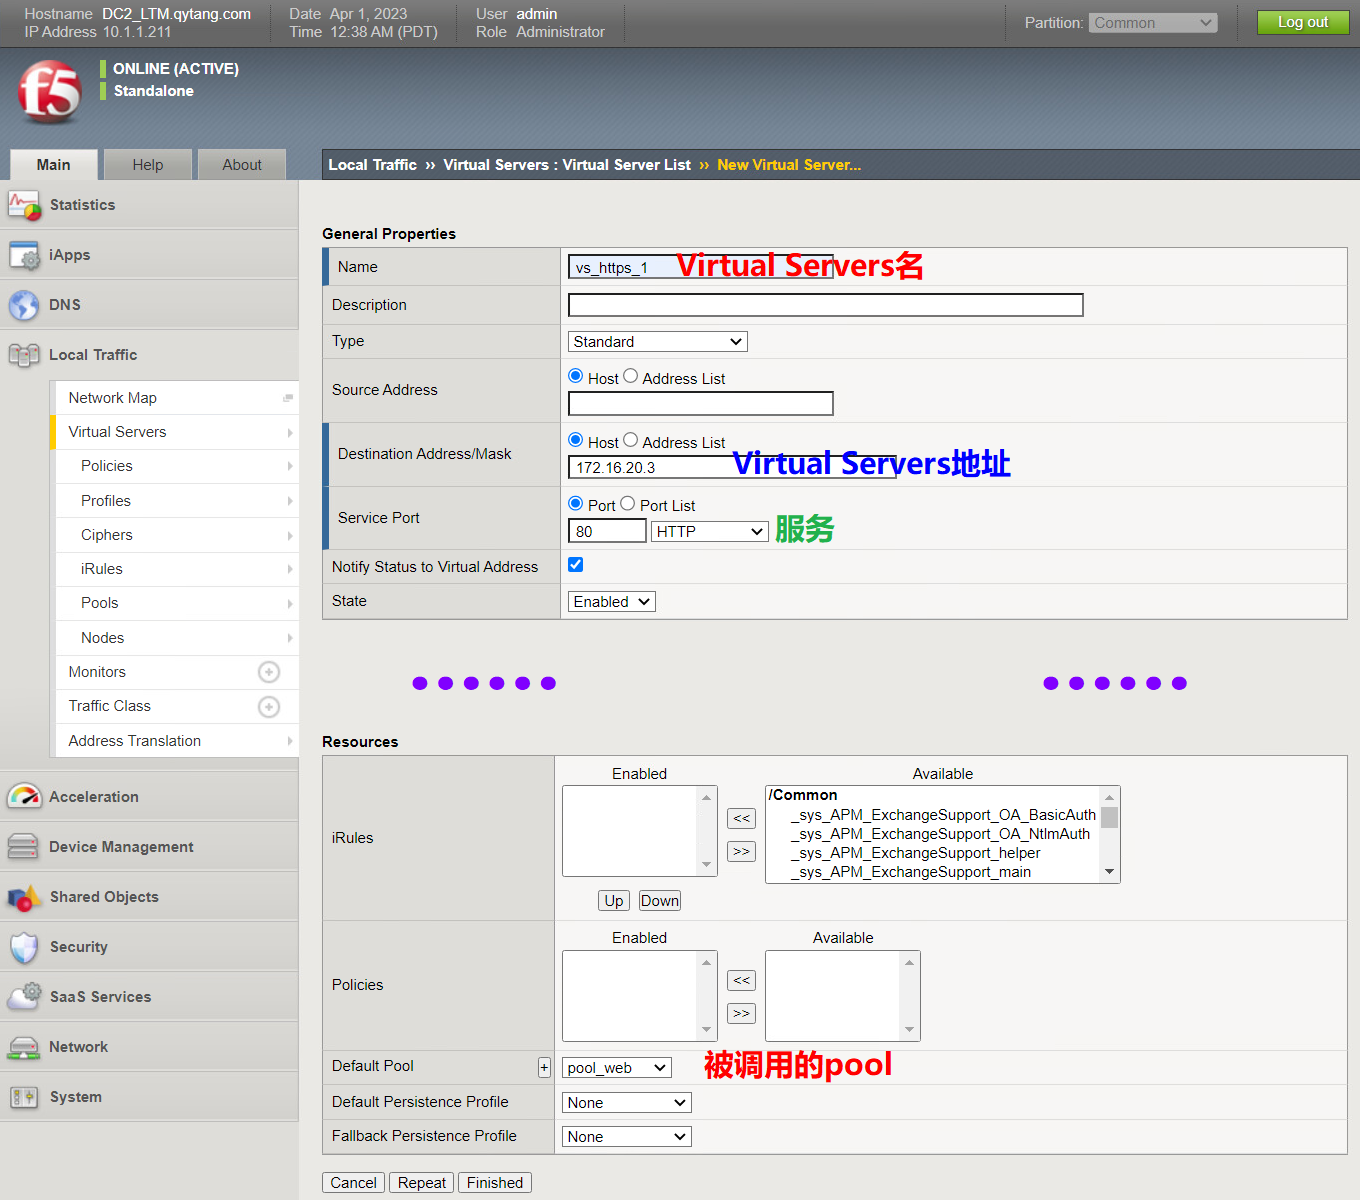 Hostname DC2_LTM.qytang.com Date Apr 1, 2023 User admin
IP Address 10.1.1.211 Time 12:38 AM (PDT) Role Administrator
Partition: Common Log out
f5
ONLINE (ACTIVE)
Standalone
Main Help About
Local Traffic ›› Virtual Servers : Virtual Server List ›› New Virtual Server...
Statistics
iApps
DNS
Local Traffic
Network Map
Virtual Servers
Policies
Profiles
Ciphers
iRules
Pools
Nodes
Monitors
Traffic Class
Address Translation
Acceleration
Device Management
Shared Objects
Security
SaaS Services
Network
System
General Properties
Name vs_https_1 Virtual Servers名
Description
Type Standard
Source Address Host Address List
Destination Address/Mask Host Address List
172.16.20.3 Virtual Servers地址
Service Port Port Port List
80 HTTP 服务
Notify Status to Virtual Address
State Enabled
Resources
iRules
Enabled Available
/Common
_sys_APM_ExchangeSupport_OA_BasicAuth
_sys_APM_ExchangeSupport_OA_NtlmAuth
_sys_APM_ExchangeSupport_helper
_sys_APM_ExchangeSupport_main
<< >>
Up Down
Policies
Enabled Available
<< >>
Default Pool + pool_web 被调用的pool
Default Persistence Profile None
Fallback Persistence Profile None
Cancel Repeat Finished